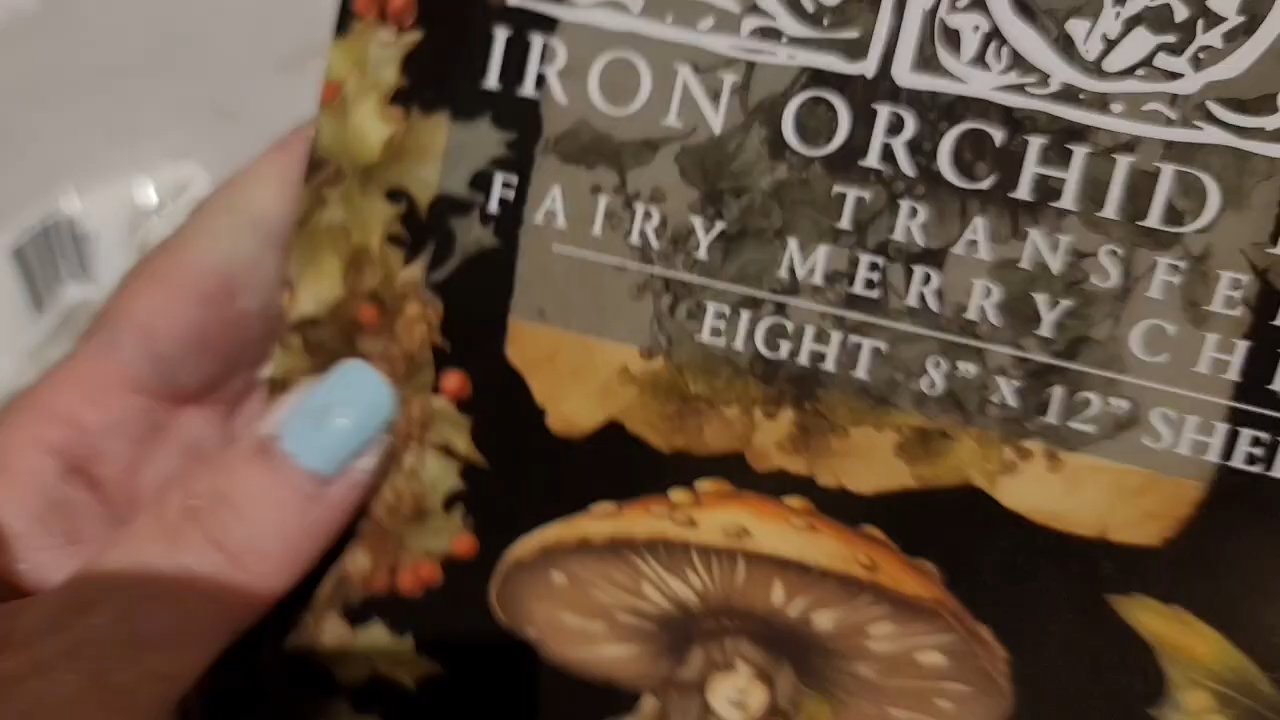 IRON ORCHID
TRANSFE
FAIRY MERRY CH
EIGHT 8” X 12” SHE